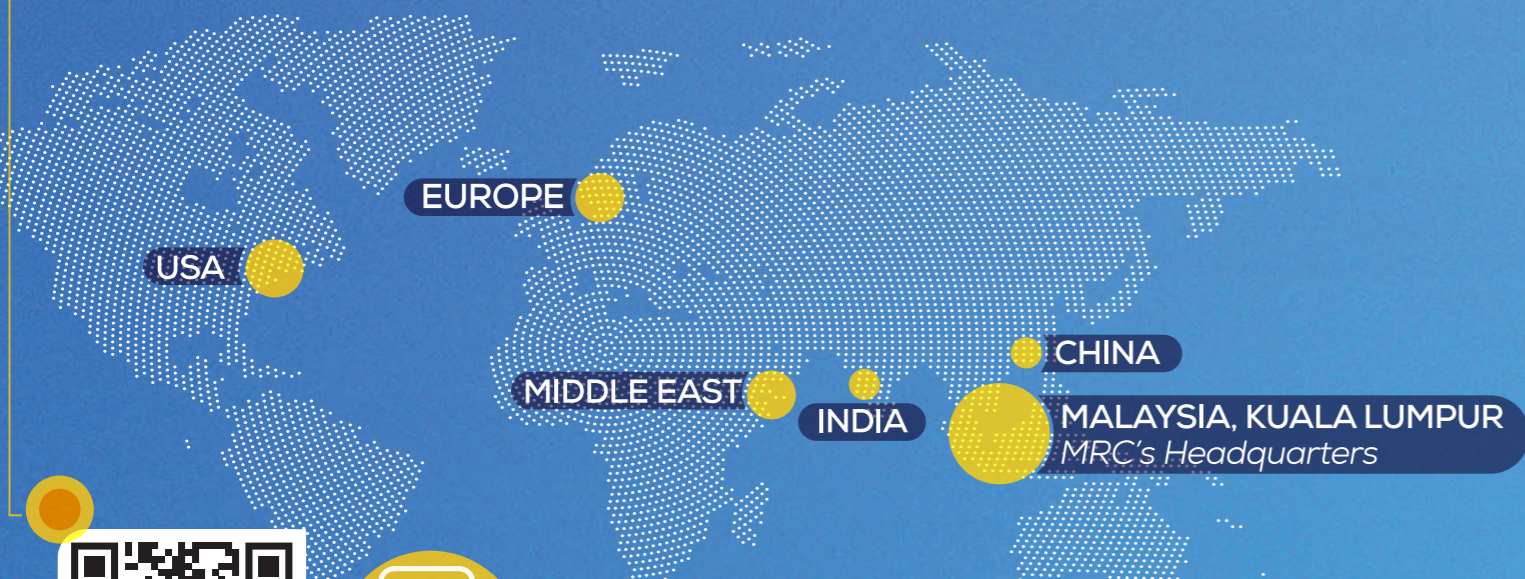 EUROPE
USA
CHINA
MIDDLE EAST
INDIA
MALAYSIA, KUALA LUMPUR
MRC's Headquarters